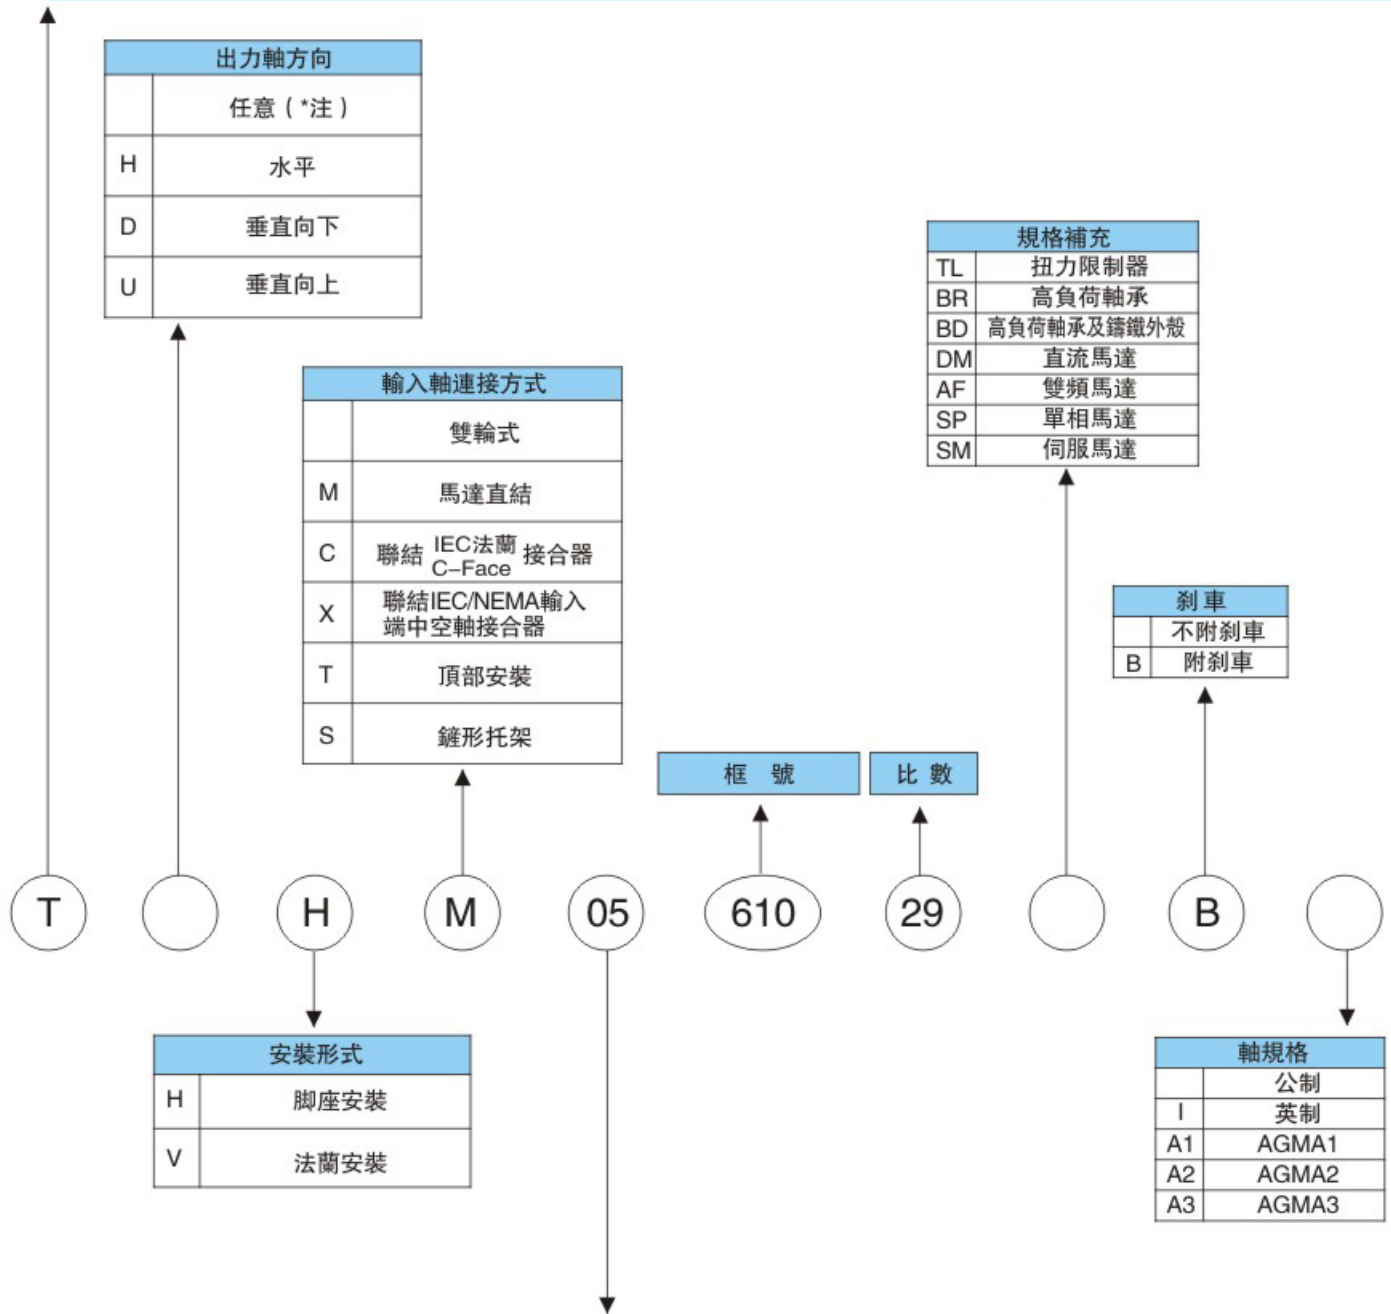 出力軸方向
任意（*注）
H 水平
D 垂直向下
U 垂直向上
規格補充
TL 扭力限制器
BR 高負荷軸承
BD 高負荷軸承及鑄鐵外殼
DM 直流馬達
AF 雙頻馬達
SP 單相馬達
SM 伺服馬達
輸入軸連接方式
雙輪式
M 馬達直結
C 聯結 IEC法蘭 接合器
C-Face
X 聯結IEC/NEMA輸入
端中空軸接合器
T 頂部安裝
S 鏟形托架
刹車
不附刹車
B 附刹車
框 號
比 數
T H M 05 610 29 B
安裝形式
H 脚座安裝
V 法蘭安裝
軸規格
公制
I 英制
A1 AGMA1
A2 AGMA2
A3 AGMA3